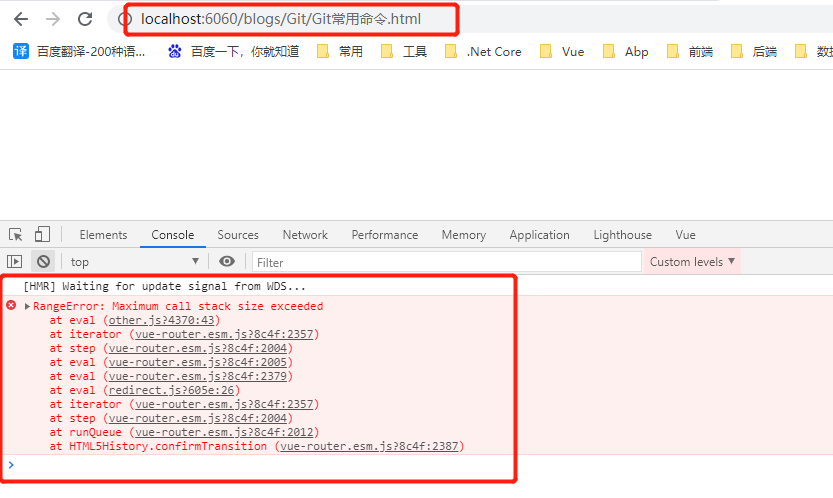 localhost:6060/blogs/Git/Git常用命令.html
译 百度翻译-200种语... 百度一下，你就知道 常用 工具 .Net Core Vue Abp 前端 后端 数据
Elements Console Sources Network Performance Memory Application Lighthouse Vue
top Filter Custom levels
[HMR] Waiting for update signal from WDS...
RangeError: Maximum call stack size exceeded
at eval (other.js?4370:43)
at iterator (vue-router.esm.js?8c4f:2357)
at step (vue-router.esm.js?8c4f:2004)
at eval (vue-router.esm.js?8c4f:2005)
at eval (vue-router.esm.js?8c4f:2379)
at eval (redirect.js?605e:26)
at iterator (vue-router.esm.js?8c4f:2357)
at step (vue-router.esm.js?8c4f:2004)
at runQueue (vue-router.esm.js?8c4f:2012)
at HTML5History.confirmTransition (vue-router.esm.js?8c4f:2387)